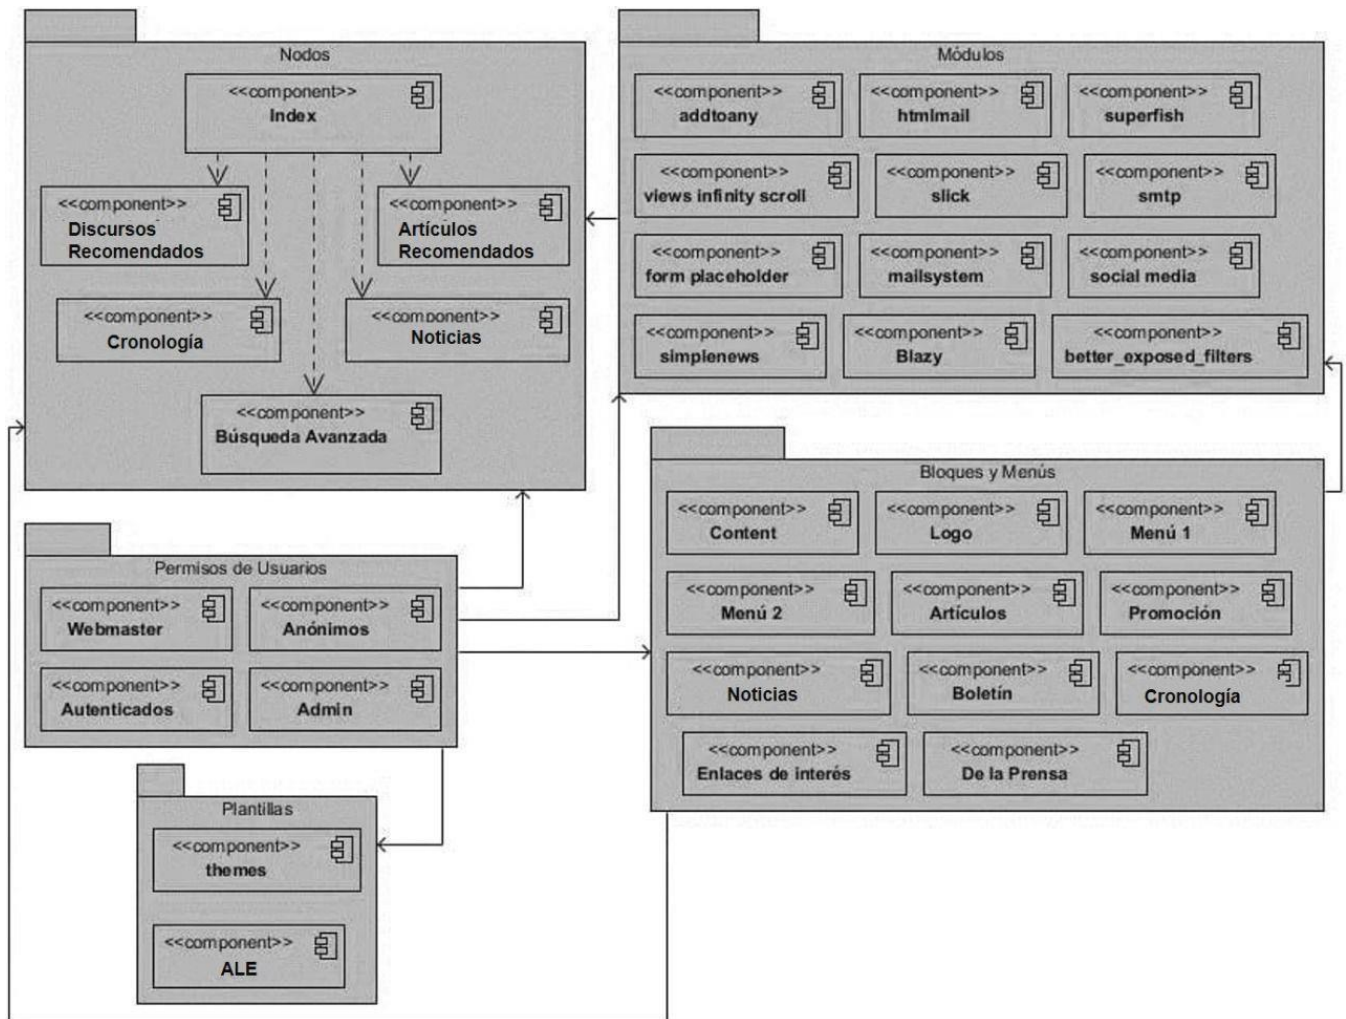 Nodos
<<component>>
Index
<<component>>
Discursos
Recomendados
<<component>>
Artículos
Recomendados
<<component>>
Cronología
<<component>>
Noticias
<<component>>
Búsqueda Avanzada
Módulos
<<component>>
addtoany
<<component>>
htmlmail
<<component>>
superfish
<<component>>
views infinity scroll
<<component>>
slick
<<component>>
smtp
<<component>>
form placeholder
<<component>>
mailsystem
<<component>>
social media
<<component>>
simplenews
<<component>>
Blazy
<<component>>
better_exposed_filters
Permisos de Usuarios
<<component>>
Webmaster
<<component>>
Anónimos
<<component>>
Autenticados
<<component>>
Admin
Bloques y Menús
<<component>>
Content
<<component>>
Logo
<<component>>
Menú 1
<<component>>
Menú 2
<<component>>
Artículos
<<component>>
Promoción
<<component>>
Noticias
<<component>>
Boletín
<<component>>
Cronología
<<component>>
Enlaces de interés
<<component>>
De la Prensa
Plantillas
<<component>>
themes
<<component>>
ALE